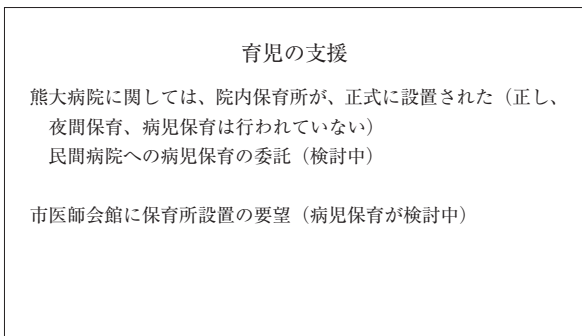 育児の支援
熊大病院に関しては、院内保育所が、正式に設置された（正し、
夜間保育、病児保育は行われていない）
民間病院への病児保育の委託（検討中）
市医師会館に保育所設置の要望（病児保育が検討中）